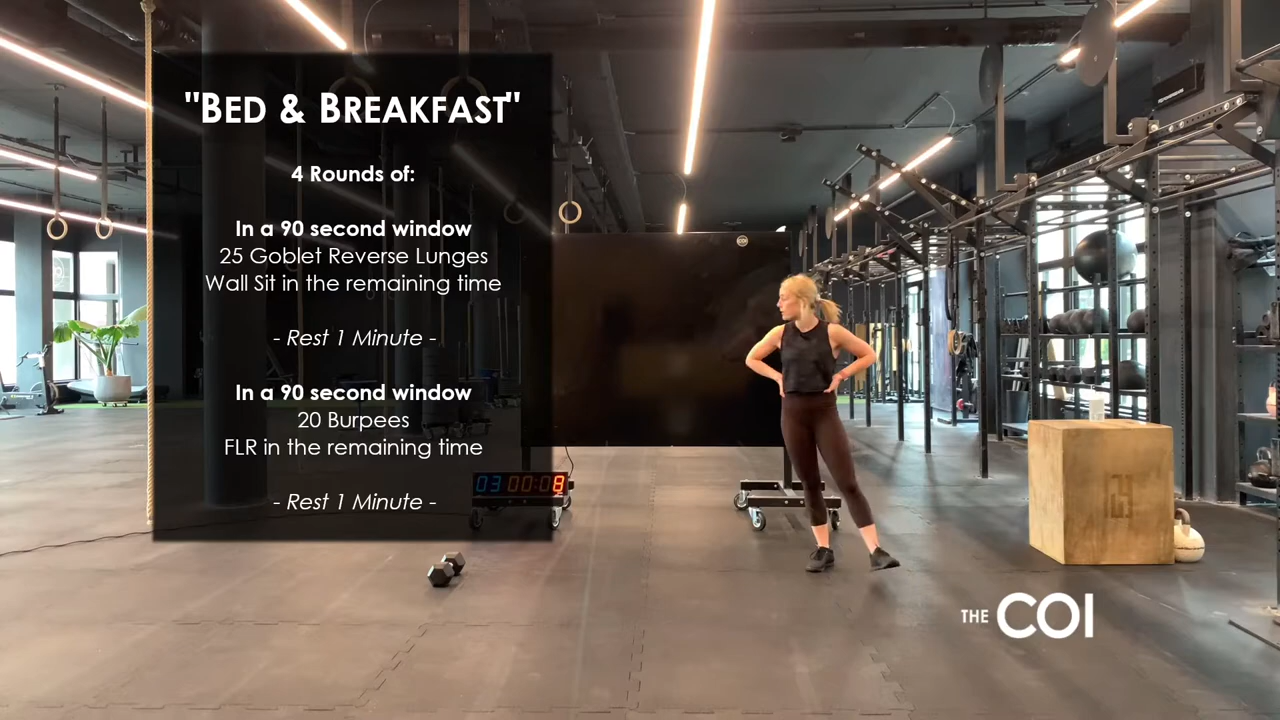 "BED & BREAKFAST"
4 Rounds of:
In a 90 second window
25 Goblet Reverse Lunges
Wall Sit in the remaining time
- Rest 1 Minute -
In a 90 second window
20 Burpees
FLR in the remaining time
- Rest 1 Minute -
03 00:08
THE COI